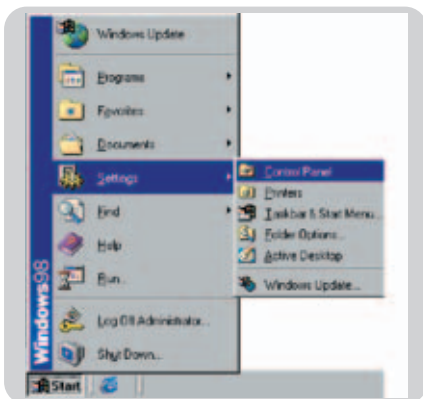 Windows Update
Programs
Favorites
Documents
Settings
Control Panel
Printers
Taskbar & Start Menu...
Folder Options...
Active Desktop
Windows Update...
Find
Help
Run...
Log Off Administrator...
Shut Down...
Windows98
Start